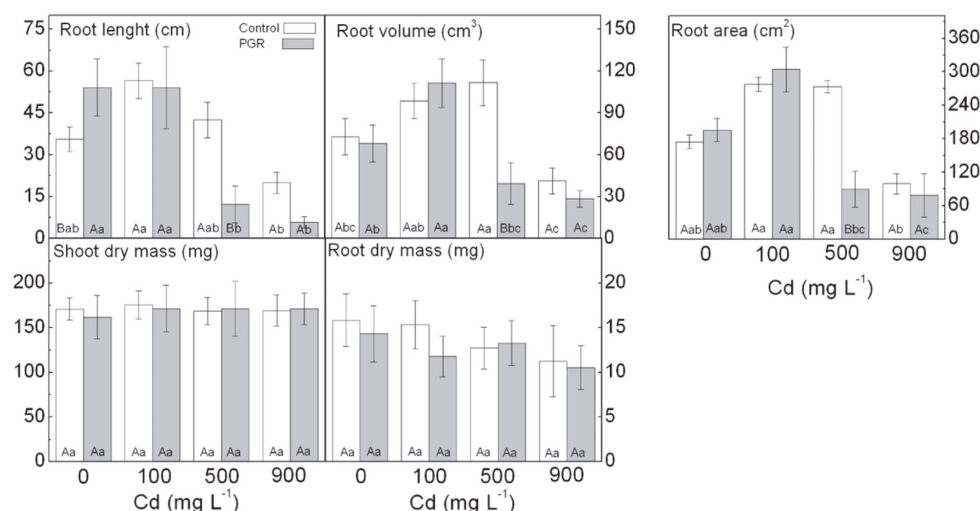 Root lenght (cm)
Control
PGR
75
60
45
30
15
0
Bab Aa Aa Aa Aab Bb Ab Ab
Root volume (cm³)
150
120
90
60
30
0
Abc Ab Aab Aa Aa Bbc Ac Ac
Root area (cm²)
360
300
240
180
120
60
0
Aab Aab Aa Aa Aa Bbc Ab Ac
0 100 500 900
Cd (mg L⁻¹)
Shoot dry mass (mg)
200
150
100
50
0
Aa Aa Aa Aa Aa Aa Aa Aa
0 100 500 900
Cd (mg L⁻¹)
Root dry mass (mg)
20
15
10
5
0
Aa Aa Aa Aa Aa Aa Aa Aa
0 100 500 900
Cd (mg L⁻¹)